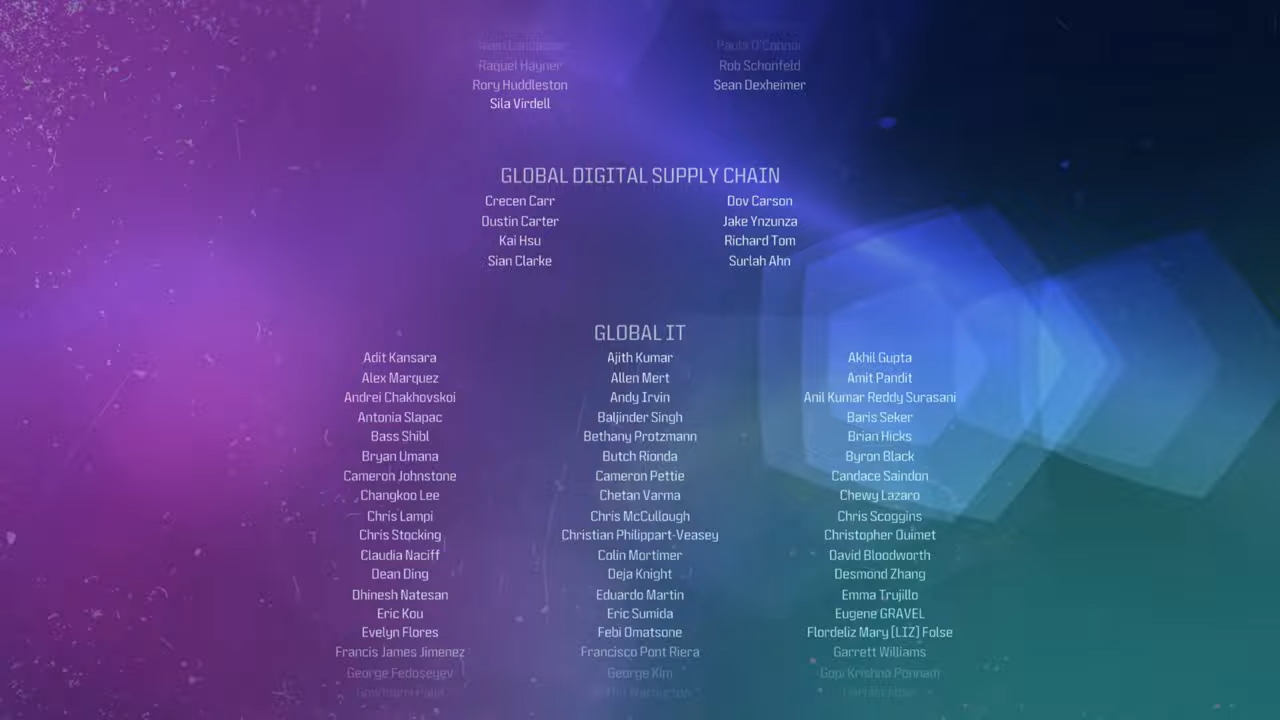 Raquel Hayner Rob Schonfeld
Rory Huddleston Sean Dexheimer
Sila Virdell
GLOBAL DIGITAL SUPPLY CHAIN
Crecen Carr Dov Carson
Dustin Carter Jake Ynzunza
Kai Hsu Richard Tom
Sian Clarke Surlah Ahn
GLOBAL IT
Adit Kansara Ajith Kumar Akhil Gupta
Alex Marquez Allen Mert Amit Pandit
Andrei Chakhovskoi Andy Irvin Anil Kumar Reddy Surasani
Antonia Slapac Baljinder Singh Baris Seker
Bass Shibl Bethany Protzmann Brian Hicks
Bryan Umana Butch Rionda Byron Black
Cameron Johnstone Cameron Pettie Candace Saindon
Changkoo Lee Chetan Varma Chewy Lazaro
Chris Lampi Chris McCullough Chris Scoggins
Chris Stocking Christian Philippart-Veasey Christopher Ouimet
Claudia Naciff Colin Mortimer David Bloodworth
Dean Ding Deja Knight Desmond Zhang
Dhinesh Natesan Eduardo Martin Emma Trujillo
Eric Kou Eric Sumida Eugene GRAVEL
Evelyn Flores Febi Omatsone Flordeliz Mary [LIZ] Folse
Francis James Jimenez Francisco Pont Riera Garrett Williams
George Fedoseyev George Kim Gopi Krishna Ponnam